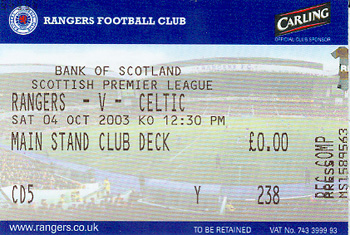 RANGERS FOOTBALL CLUB
CARLING
OFFICIAL CLUB SPONSOR
BANK OF SCOTLAND
SCOTTISH PREMIER LEAGUE
RANGERS -V- CELTIC
SAT 04 OCT 2003 KO 12:30 PM
MAIN STAND CLUB DECK £0.00
CD5 Y 238
PRESS
MS1589563
www.rangers.co.uk
TO BE RETAINED
VAT No. 743 3999 93